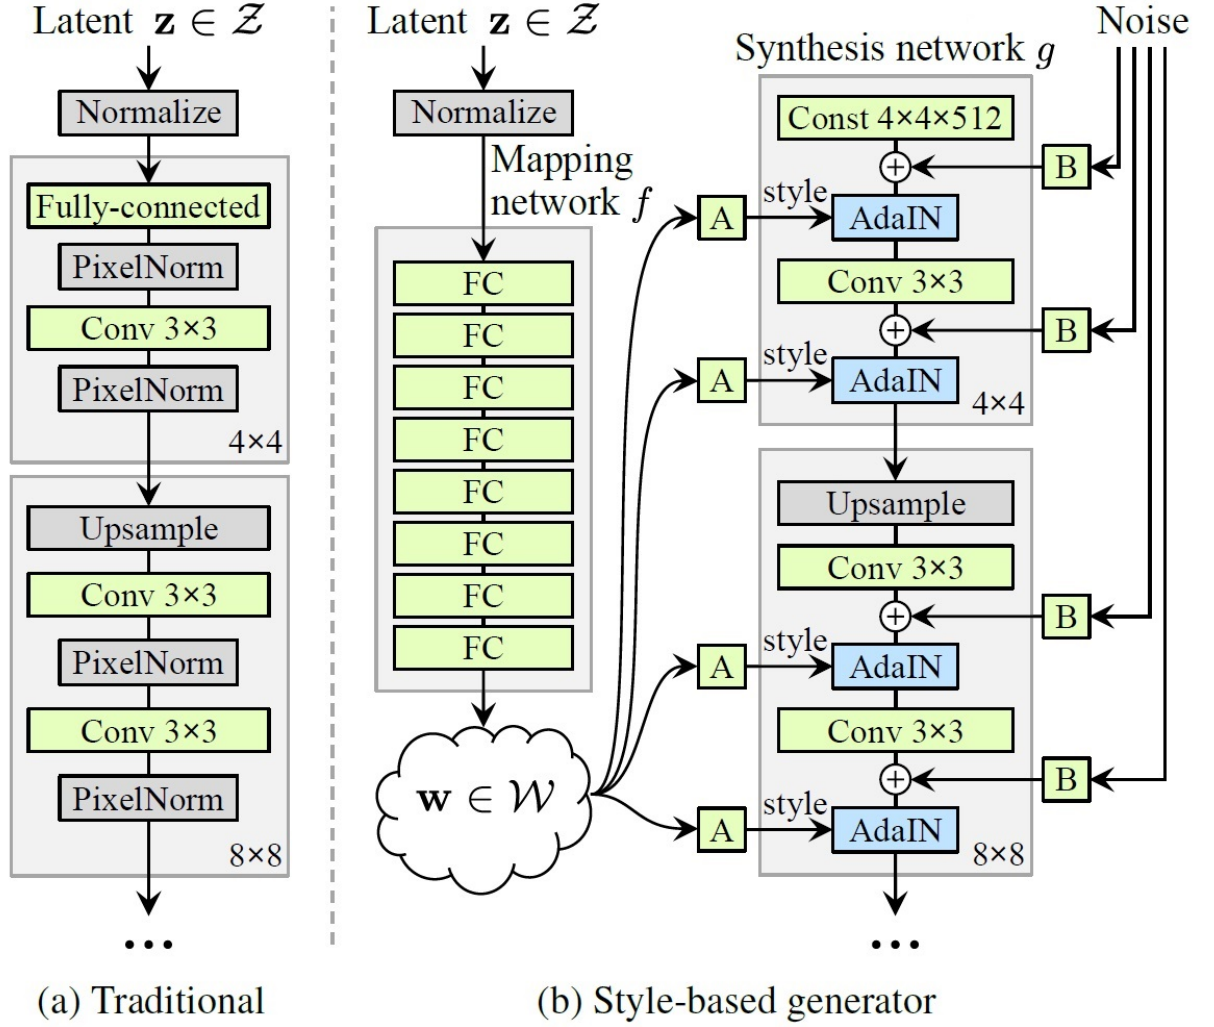 Latent z ∈ 𝒵
Normalize
Fully-connected
PixelNorm
Conv 3×3
PixelNorm
4×4
Upsample
Conv 3×3
PixelNorm
Conv 3×3
PixelNorm
8×8
...
(a) Traditional
Latent z ∈ 𝒵
Normalize
Mapping
network f
FC
FC
FC
FC
FC
FC
FC
FC
w ∈ 𝒲
A
style
A
style
A
style
A
style
Synthesis network g
Const 4×4×512
+
AdaIN
Conv 3×3
+
AdaIN
4×4
Upsample
Conv 3×3
+
AdaIN
Conv 3×3
+
AdaIN
8×8
...
Noise
B
B
B
B
(b) Style-based generator